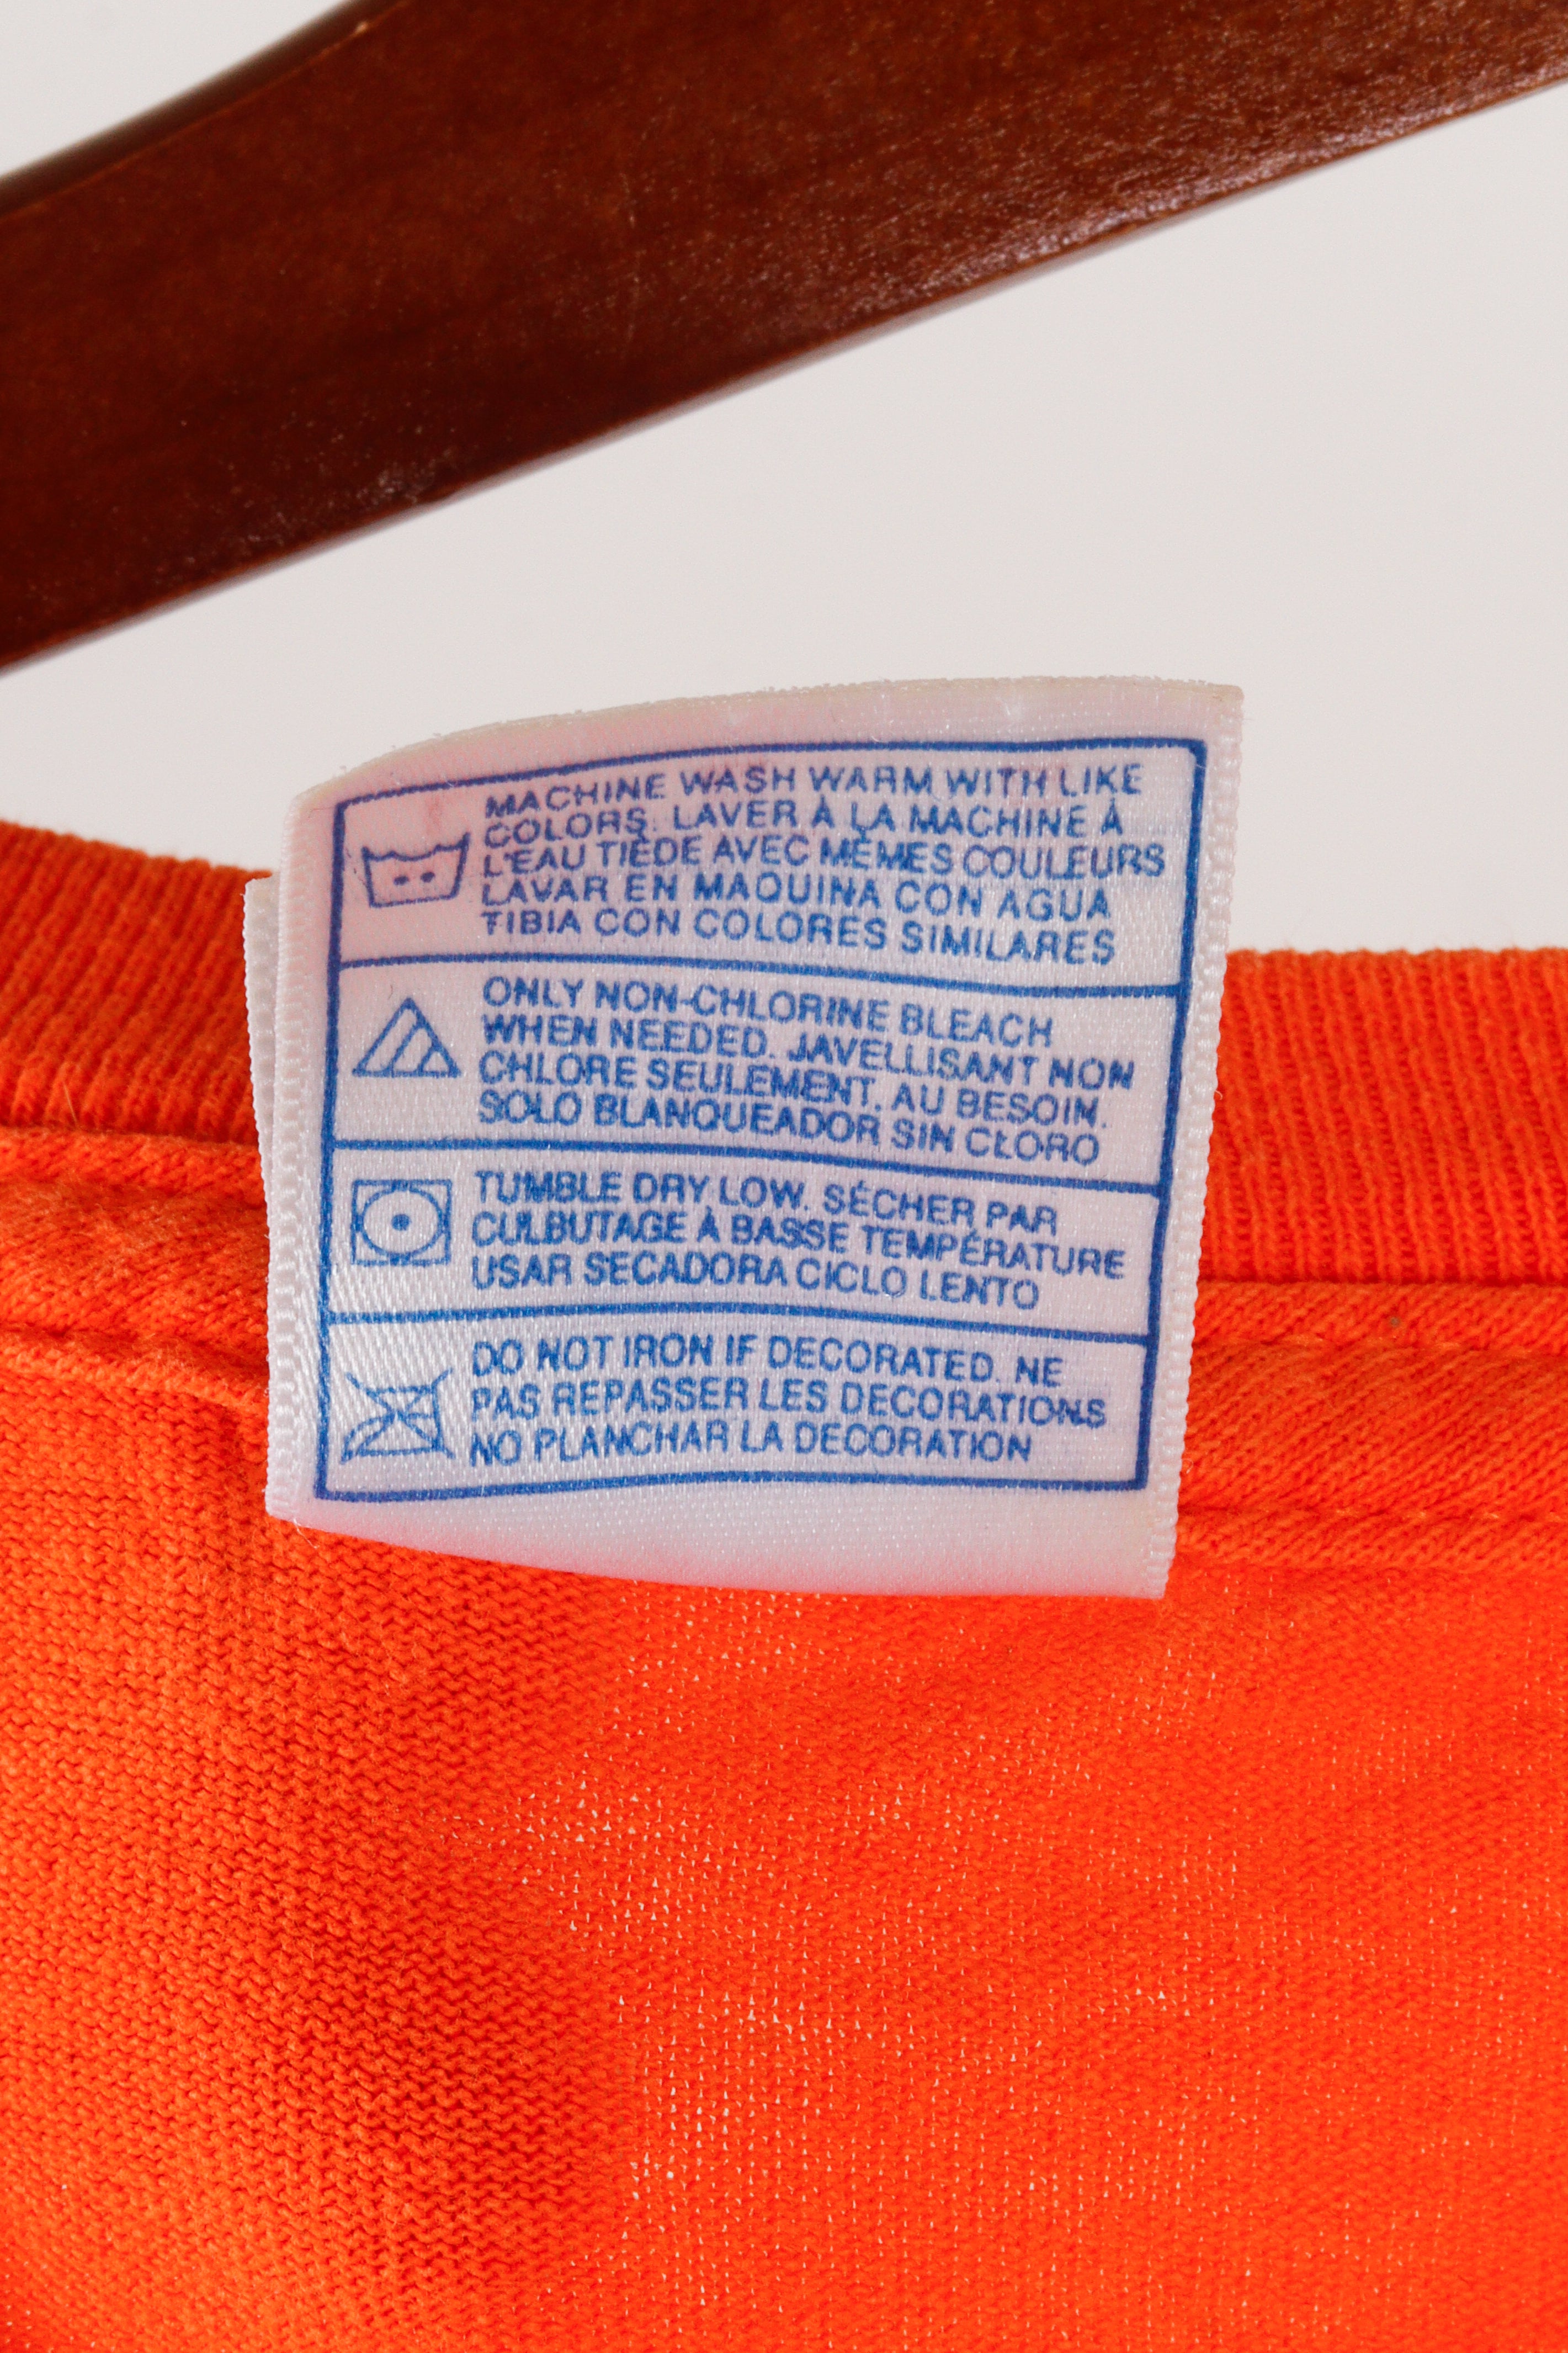 MACHINE WASH WARM WITH LIKE
COLORS. LAVER À LA MACHINE À
L'EAU TIÈDE AVEC MÊMES COULEURS
LAVAR EN MAQUINA CON AGUA
TIBIA CON COLORES SIMILARES
ONLY NON-CHLORINE BLEACH
WHEN NEEDED. JAVELLISANT NON
CHLORE SEULEMENT. AU BESOIN.
SOLO BLANQUEADOR SIN CLORO
TUMBLE DRY LOW. SÉCHER PAR
CULBUTAGE À BASSE TEMPÉRATURE
USAR SECADORA CICLO LENTO
DO NOT IRON IF DECORATED. NE
PAS REPASSER LES DECORATIONS
NO PLANCHAR LA DECORATION